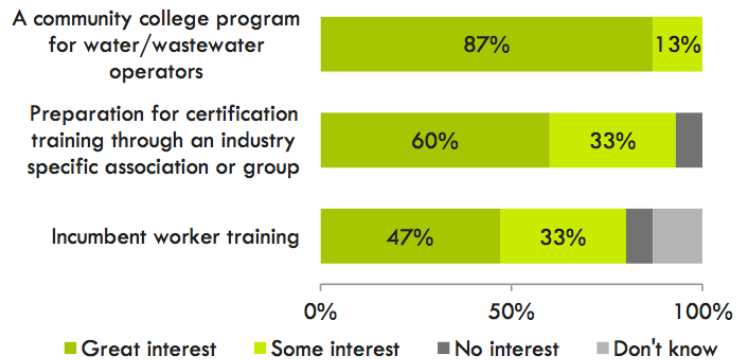 A community college program
for water/wastewater
operators
87%
13%
Preparation for certification
training through an industry
specific association or group
60%
33%
Incumbent worker training
47%
33%
0%
50%
100%
Great interest
Some interest
No interest
Don't know